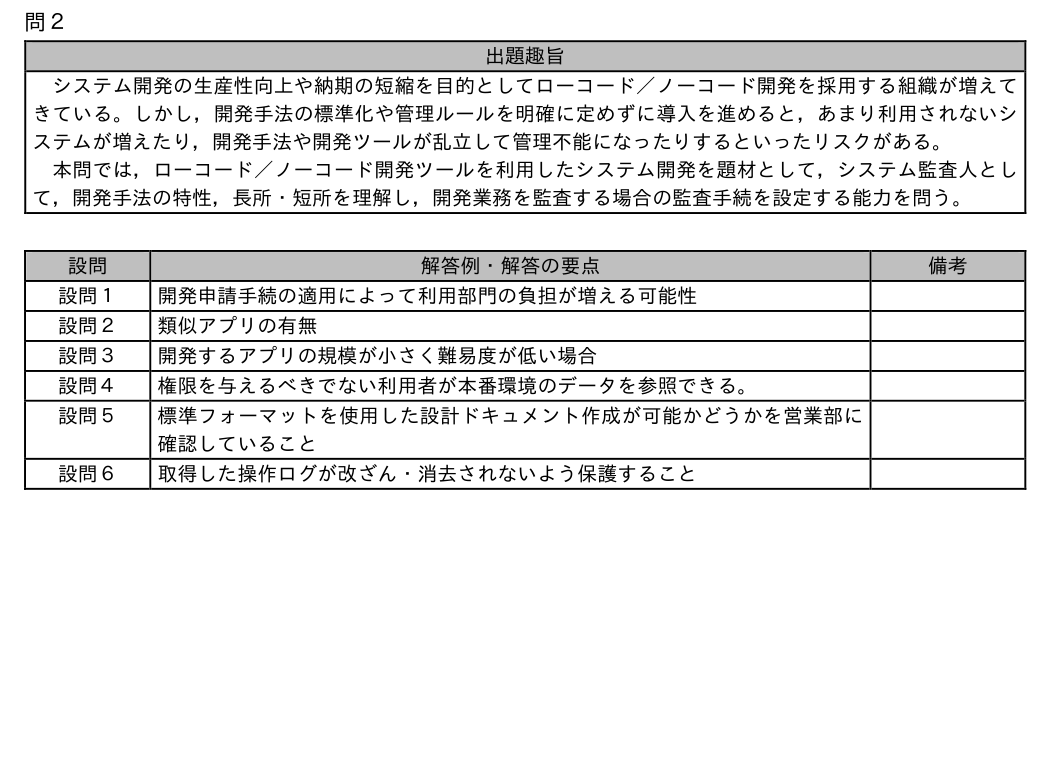 問２
出題趣旨
　システム開発の生産性向上や納期の短縮を目的としてローコード／ノーコード開発を採用する組織が増えて
きている。しかし，開発手法の標準化や管理ルールを明確に定めずに導入を進めると，あまり利用されないシ
ステムが増えたり，開発手法や開発ツールが乱立して管理不能になったりするといったリスクがある。
　本問では，ローコード／ノーコード開発ツールを利用したシステム開発を題材として，システム監査人とし
て，開発手法の特性，長所・短所を理解し，開発業務を監査する場合の監査手続を設定する能力を問う。
設問 解答例・解答の要点 備考
設問１ 開発申請手続の適用によって利用部門の負担が増える可能性
設問２ 類似アプリの有無
設問３ 開発するアプリの規模が小さく難易度が低い場合
設問４ 権限を与えるべきでない利用者が本番環境のデータを参照できる。
設問５ 標準フォーマットを使用した設計ドキュメント作成が可能かどうかを営業部に
確認していること
設問６ 取得した操作ログが改ざん・消去されないよう保護すること